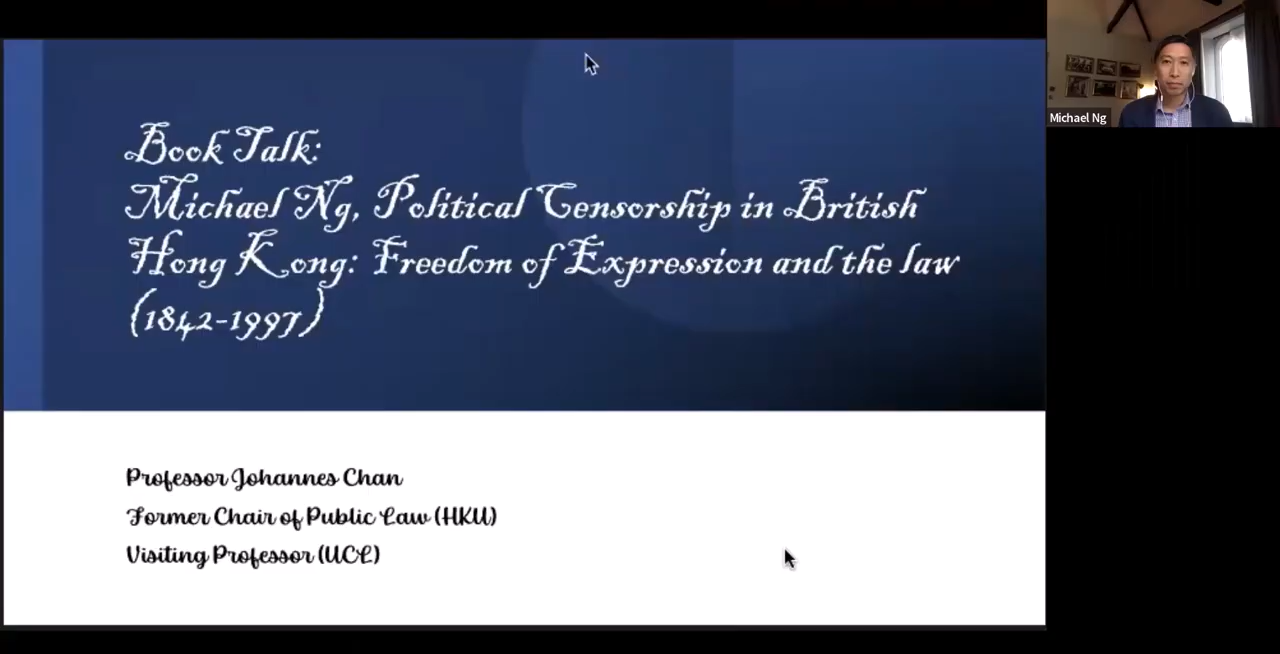 Book Talk:
Michael Ng, Political Censorship in British
Hong Kong: Freedom of Expression and the law
(1842-1997)
Professor Johannes Chan
Former Chair of Public Law (HKU)
Visiting Professor (UCL)
Michael Ng